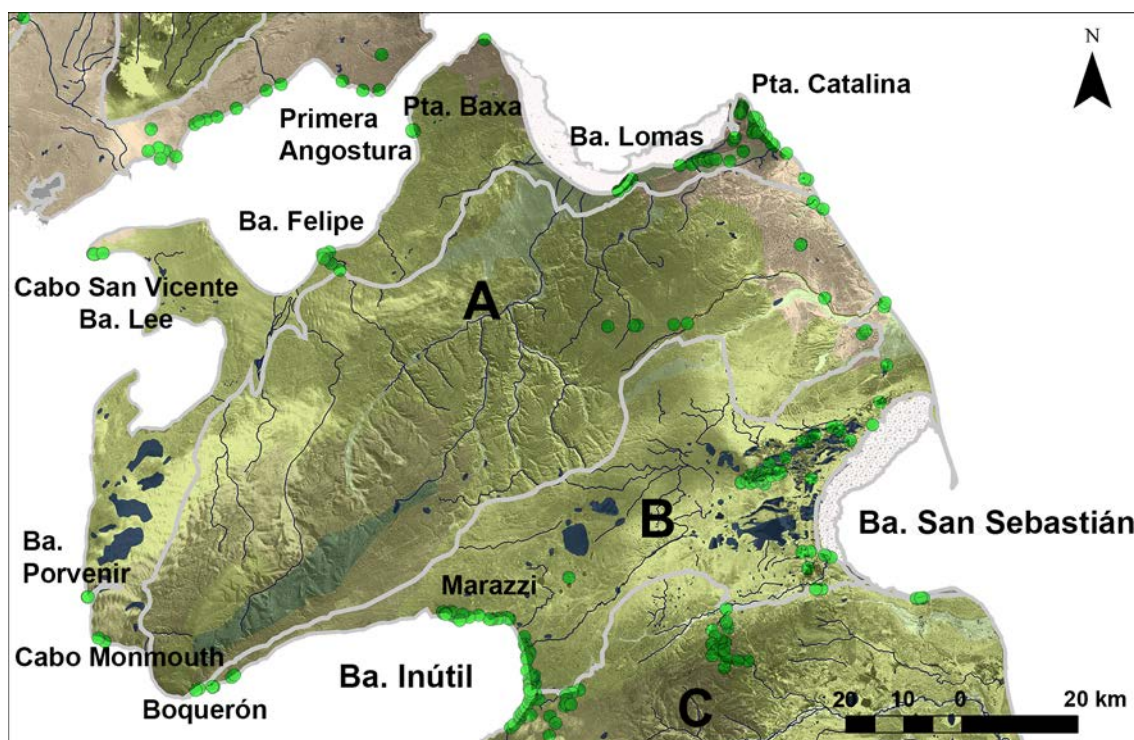 N
Pta. Catalina
Pta. Baxa
Primera
Angostura
Ba. Lomas
Ba. Felipe
Cabo San Vicente
Ba. Lee
A
B
Ba. San Sebastián
Ba.
Porvenir
Marazzi
Cabo Monmouth
Ba. Inútil
Boquerón
C
20 10 0 20 km